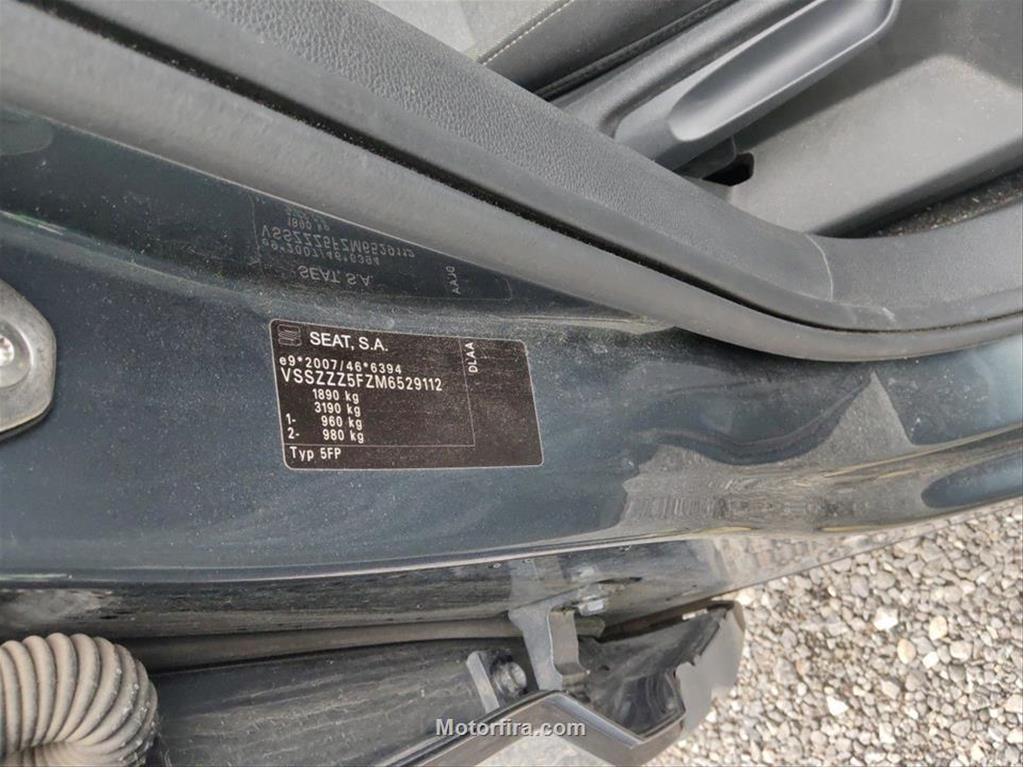 SEAT, S.A.
e9*2007/46*6394
VSSZZZ5FZM6529112
1890 kg
3190 kg
1- 960 kg
2- 980 kg
Typ 5FP
DLAA
Motorfira.com